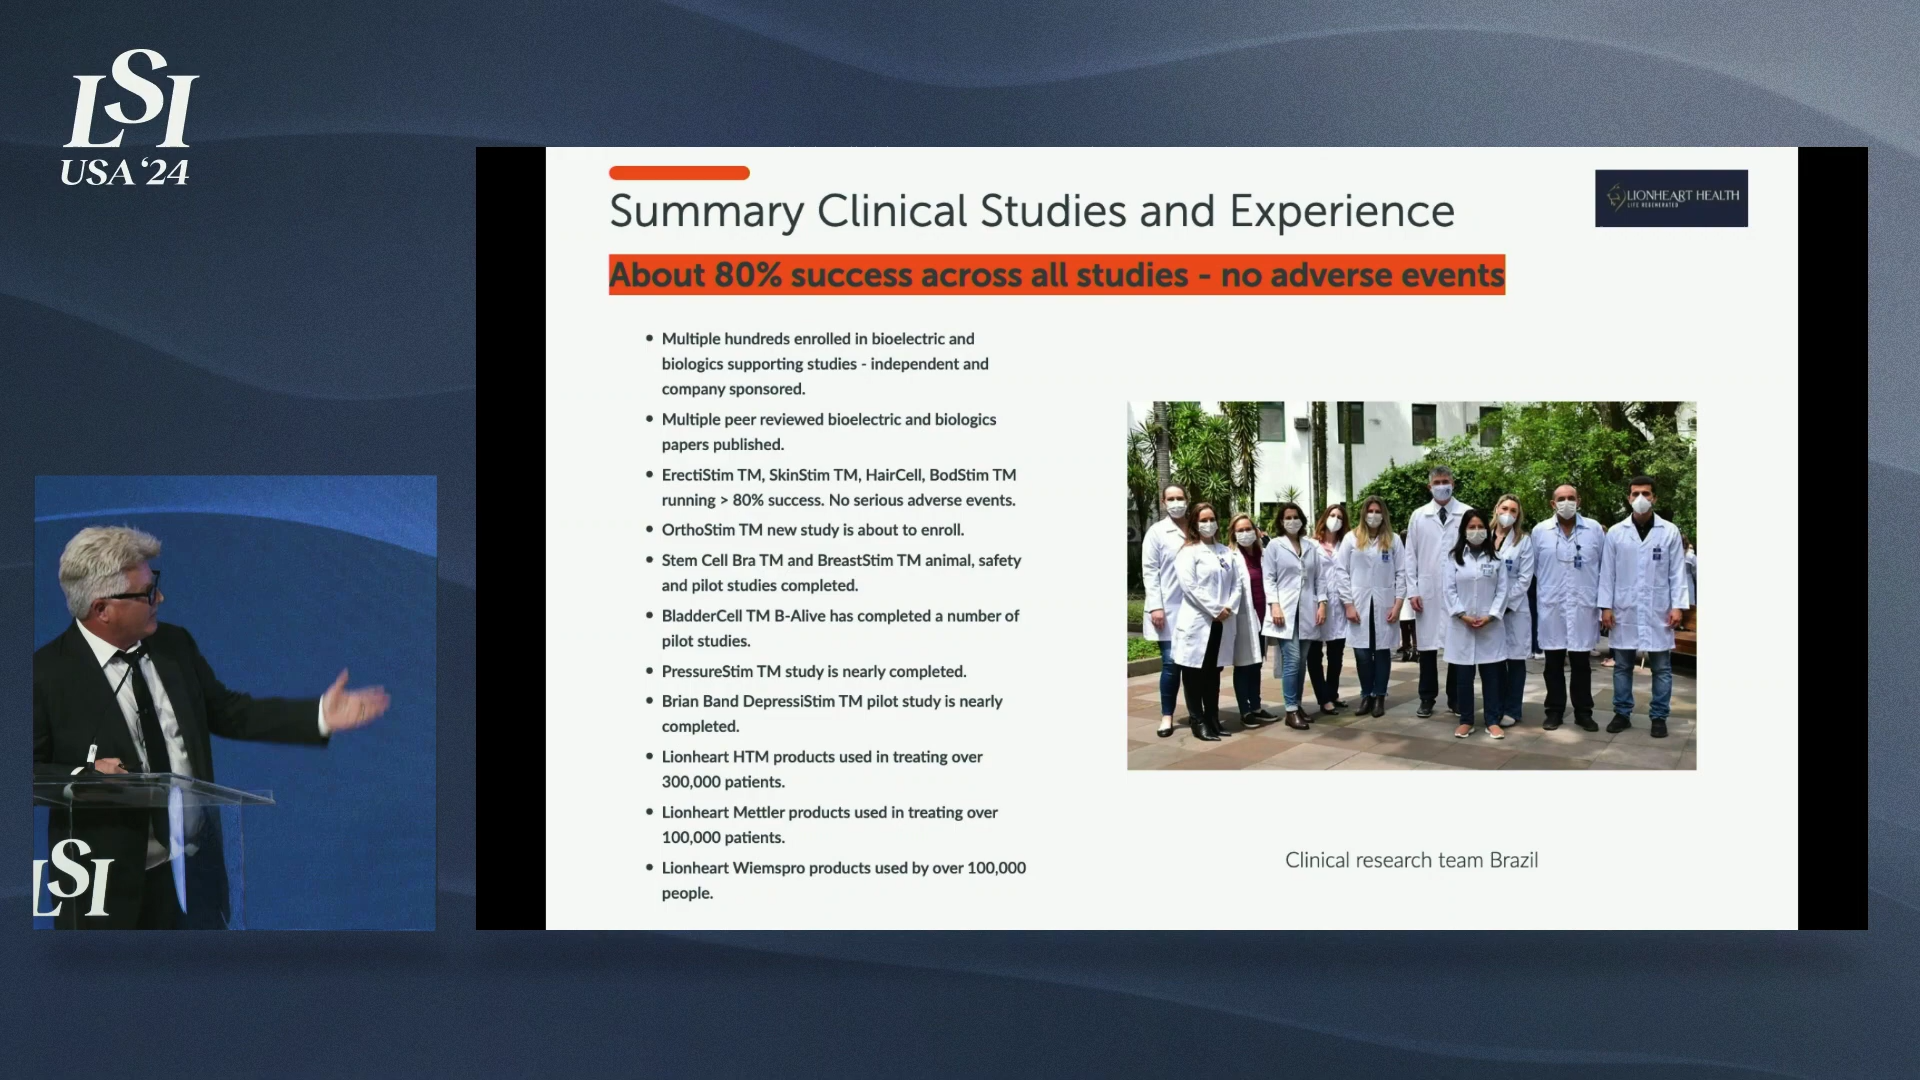 LSI
USA '24
Summary Clinical Studies and Experience
LIONHEART HEALTH
LIFE REGENERATED
About 80% success across all studies - no adverse events
• Multiple hundreds enrolled in bioelectric and
biologics supporting studies - independent and
company sponsored.
• Multiple peer reviewed bioelectric and biologics
papers published.
• ErectiStim TM, SkinStim TM, HairCell, BodStim TM
running > 80% success. No serious adverse events.
• OrthoStim TM new study is about to enroll.
• Stem Cell Bra TM and BreastStim TM animal, safety
and pilot studies completed.
• BladderCell TM B-Alive has completed a number of
pilot studies.
• PressureStim TM study is nearly completed.
• Brian Band DepressiStim TM pilot study is nearly
completed.
• Lionheart HTM products used in treating over
300,000 patients.
• Lionheart Mettler products used in treating over
100,000 patients.
• Lionheart Wiemspro products used by over 100,000
people.
Clinical research team Brazil
LSI